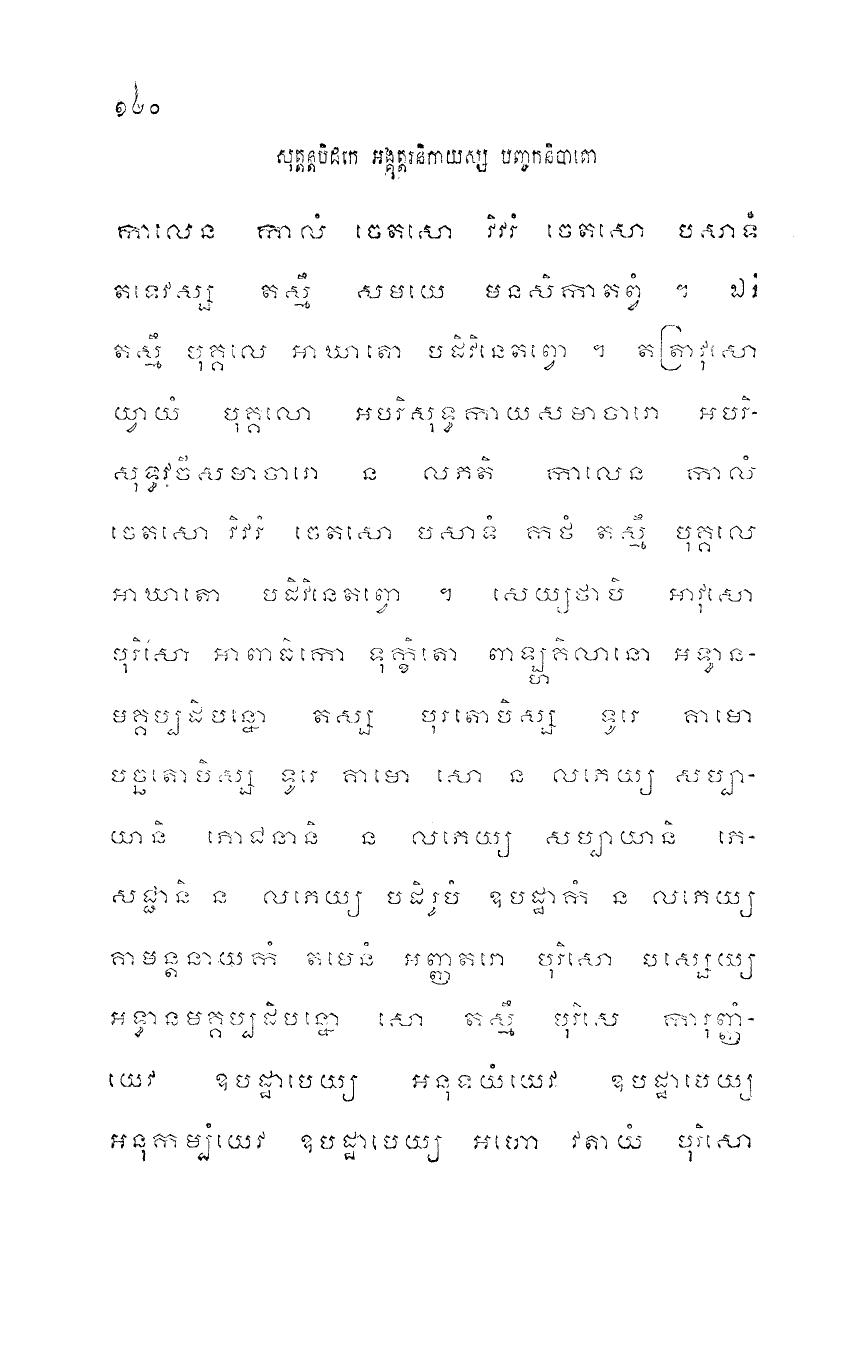 ១៤០
សុត្តន្តបិដកេ អង្គុត្តរនិកាយស្ស បញ្ចកនិបាតោ
កាលេន កាលំ ចេតសោ វិវរំ ចេតសោ បសាទំ
តទេវស្ស តស្មឹ សមយេ មនសិកាតព្វំ ។ ឯវំ
តស្មឹ បុគ្គលេ អាឃាតោ បដិវិនេតព្វោ ។ តត្រាវុសោ
យ្វាយំ បុគ្គលោ អបរិសុទ្ធកាយសមាចារោ អបរិ-
សុទ្ធវចីសមាចារោ ន លភតិ កាលេន កាលំ
ចេតសោ វិវរំ ចេតសោ បសាទំ កថំ តស្មឹ បុគ្គលេ
អាឃាតោ បដិវិនេតព្វោ ។ សេយ្យថាបិ អាវុសោ
បុរិសោ អាពាធិកោ ទុក្ខិតោ ពាឡ្ហគិលានោ អទ្ធាន-
មគ្គប្បដិបន្នោ តស្ស បុរតោបិស្ស ទូរេ គាមោ
បច្ឆតោបិស្ស ទូរេ គាមោ សោ ន លភេយ្យ សប្បា-
យានិ ភោជនានិ ន លភេយ្យ សប្បាយានិ ភេ-
សជ្ជានិ ន លភេយ្យ បដិរូបំ ឧបដ្ឋាកំ ន លភេយ្យ
គាមន្តនាយកំ តមេនំ អញ្ញតរោ បុរិសោ បស្សេយ្យ
អទ្ធានមគ្គប្បដិបន្នោ សោ តស្មឹ បុរិសេ ការុញ្ញំ-
យេវ ឧបដ្ឋាបេយ្យ អនុទយំយេវ ឧបដ្ឋាបេយ្យ
អនុកម្បំយេវ ឧបដ្ឋាបេយ្យ អហោ វតាយំ បុរិសោ